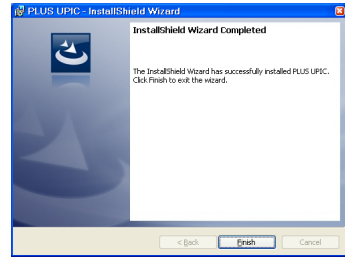 PLUS UPIC - InstallShield Wizard
InstallShield Wizard Completed
The InstallShield Wizard has successfully installed PLUS UPIC.
Click Finish to exit the wizard.
< Back
Finish
Cancel